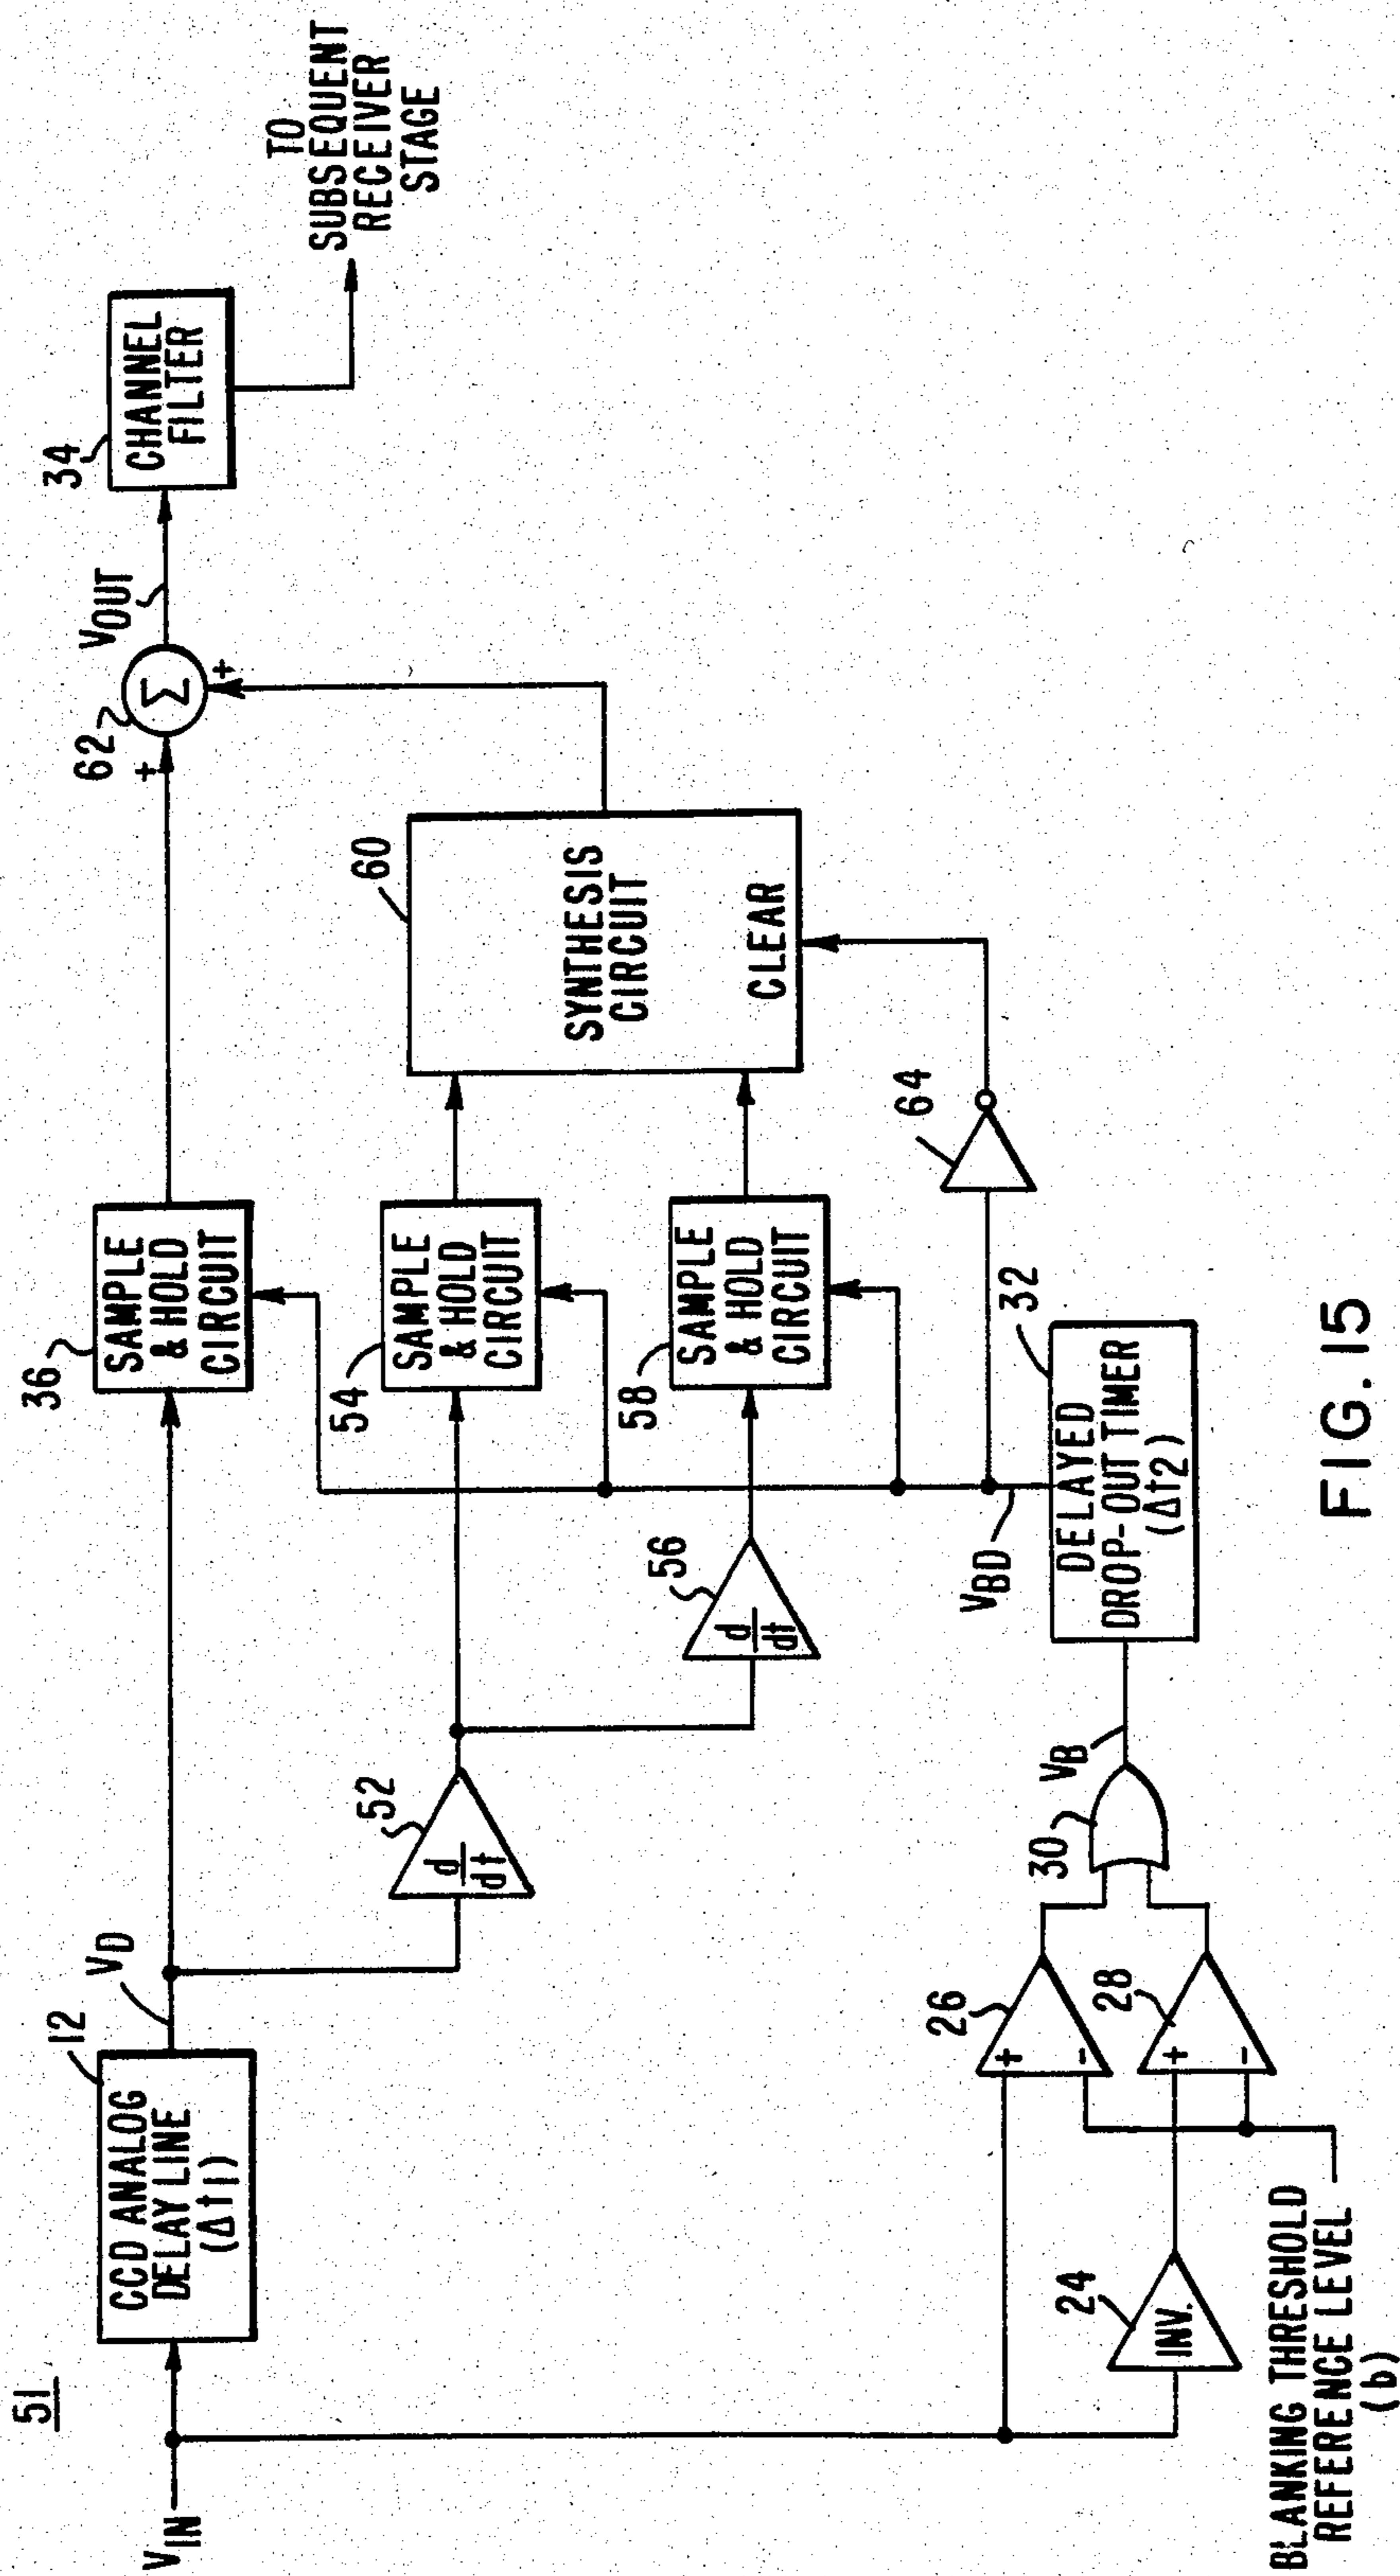 51
V_IN
12
CCD ANALOG
DELAY LINE
(Δt1)
V_D
52
d
dt
56
d
dt
36
SAMPLE
& HOLD
CIRCUIT
54
SAMPLE
& HOLD
CIRCUIT
58
SAMPLE
& HOLD
CIRCUIT
60
SYNTHESIS
CIRCUIT
CLEAR
64
62
+
Σ
+
V_OUT
34
CHANNEL
FILTER
TO
SUBSEQUENT
RECEIVER
STAGE
24
INV.
26
+
-
28
+
-
BLANKING THRESHOLD
REFERENCE LEVEL
(b)
30
V_B
32
DELAYED
DROP-OUT TIMER
(Δt2)
V_BD
FIG. 15